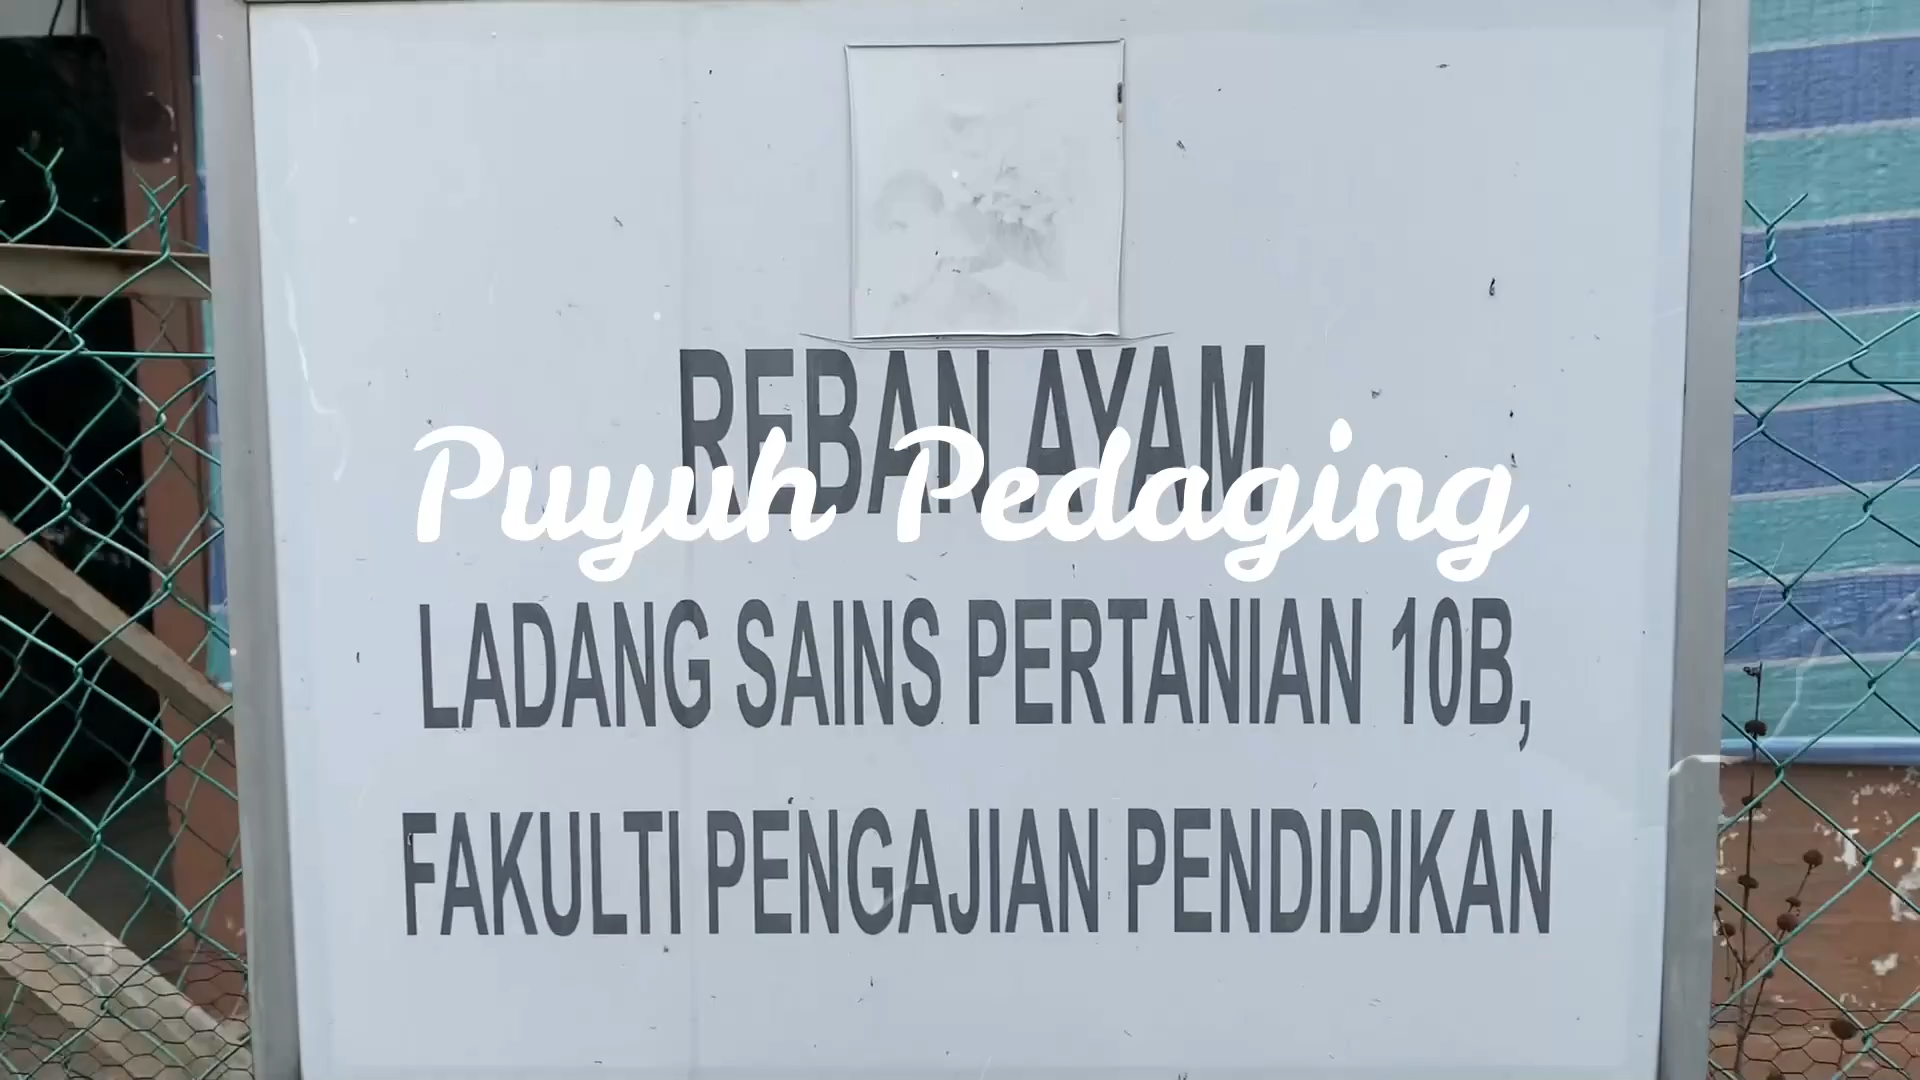 REBAN AYAM
Puyuh Pedaging
LADANG SAINS PERTANIAN 10B,
FAKULTI PENGAJIAN PENDIDIKAN